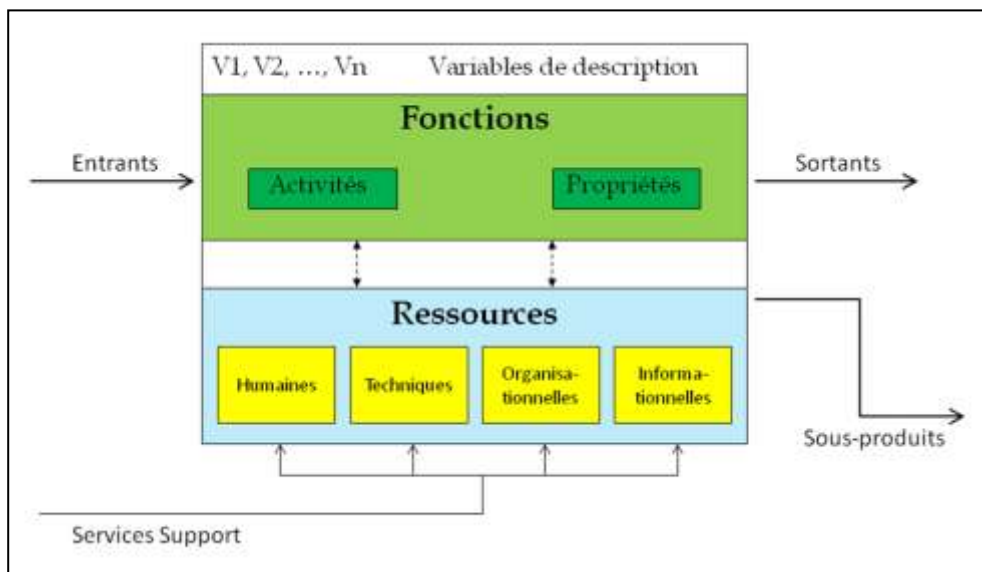 V1, V2, …, Vn Variables de description
Fonctions
Entrants
Sortants
Activités
Propriétés
Ressources
Humaines
Techniques
Organisa-
tionnelles
Informa-
tionnelles
Sous-produits
Services Support